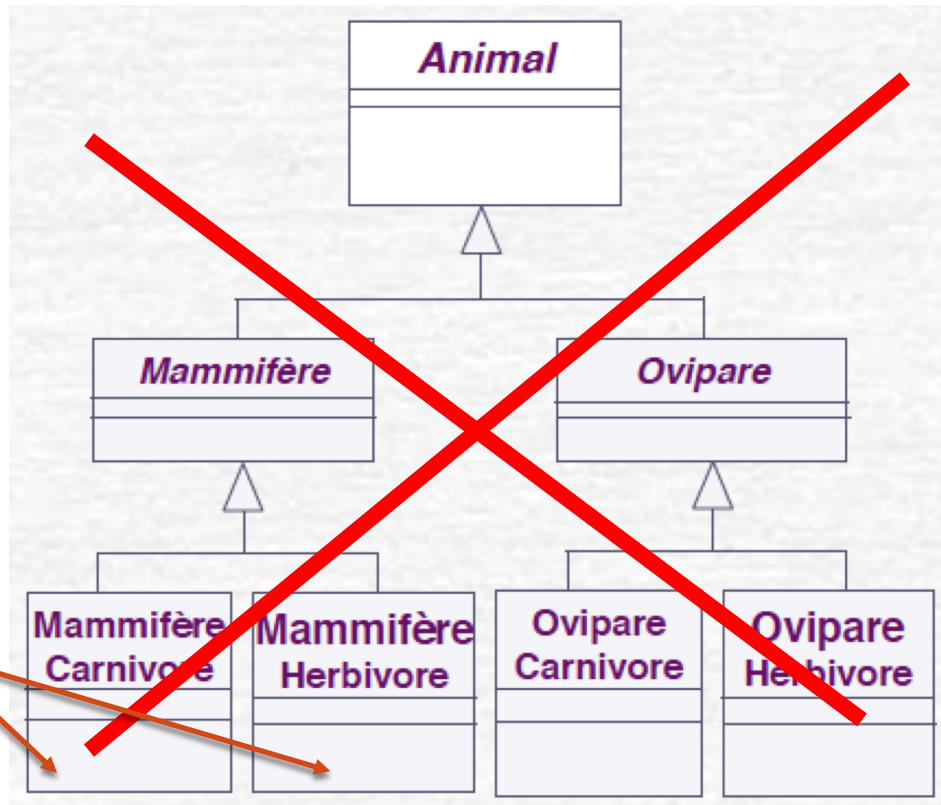 Animal
Mammifère
Ovipare
Mammifère
Carnivore
Mammifère
Herbivore
Ovipare
Carnivore
Ovipare
Herbivore